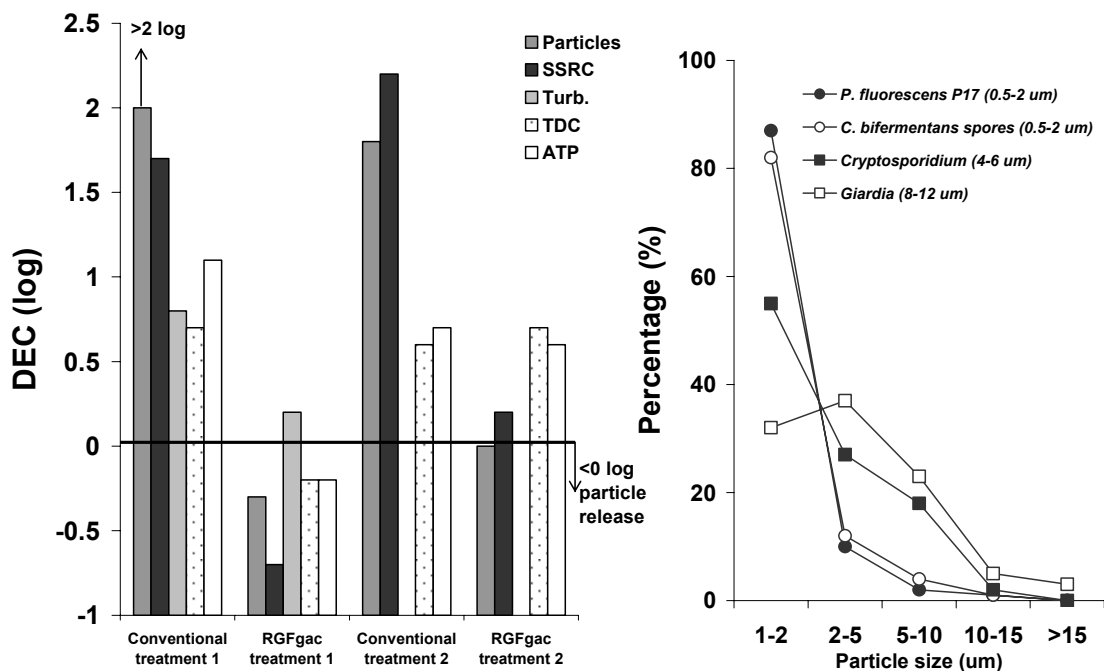 >2 log
2.5
2
1.5
1
0.5
0
-0.5
-1
DEC (log)
Particles
SSRC
Turb.
TDC
ATP
<0 log
particle
release
Conventional
treatment 1
RGFgac
treatment 1
Conventional
treatment 2
RGFgac
treatment 2
100
80
60
40
20
0
Percentage (%)
P. fluorescens P17 (0.5-2 um)
C. bifermentans spores (0.5-2 um)
Cryptosporidium (4-6 um)
Giardia (8-12 um)
1-2
2-5
5-10
10-15
>15
Particle size (um)